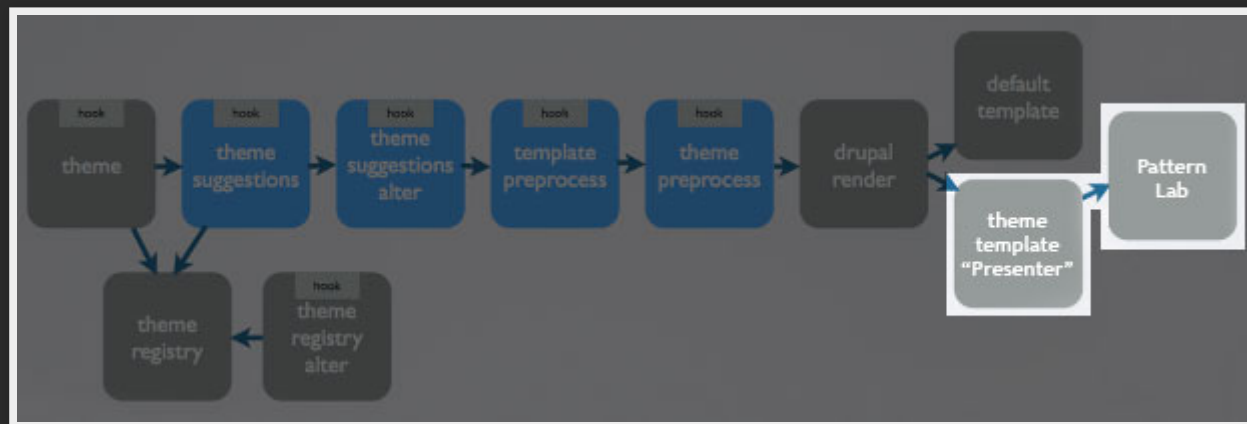 hook
theme
hook
theme
suggestions
hook
theme
suggestions
alter
hook
template
preprocess
hook
theme
preprocess
drupal
render
default
template
theme
template
“Presenter”
Pattern
Lab
theme
registry
hook
theme
registry
alter